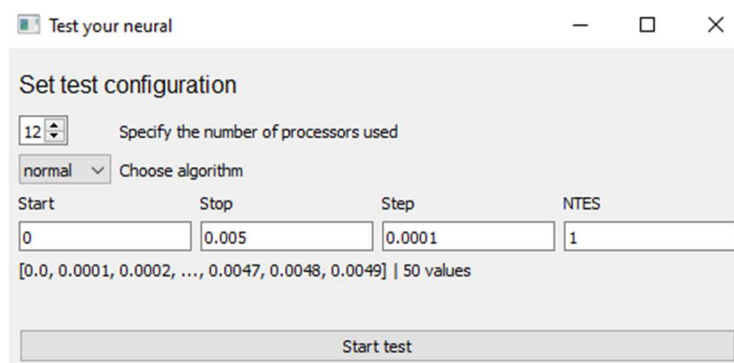 Test your neural
Set test configuration
12 Specify the number of processors used
normal Choose algorithm
Start Stop Step NTES
0 0.005 0.0001 1
[0.0, 0.0001, 0.0002, ..., 0.0047, 0.0048, 0.0049] | 50 values
Start test